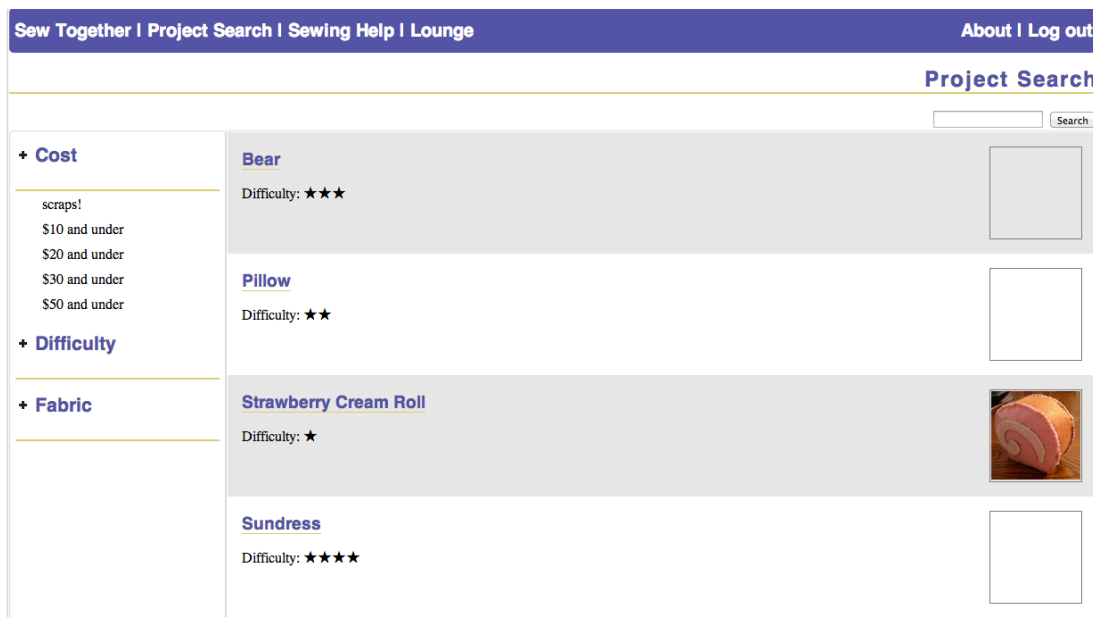 Sew Together | Project Search | Sewing Help | Lounge
About | Log out
Project Search
Search
+ Cost
scraps!
$10 and under
$20 and under
$30 and under
$50 and under
+ Difficulty
+ Fabric
Bear
Difficulty: ★★★
Pillow
Difficulty: ★★
Strawberry Cream Roll
Difficulty: ★
Sundress
Difficulty: ★★★★